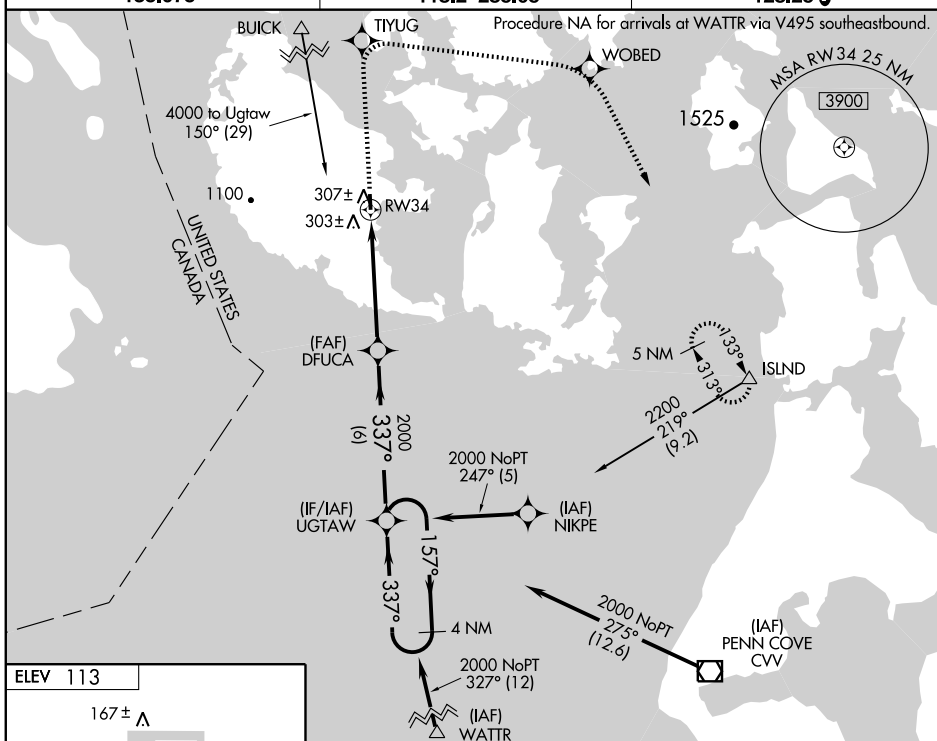 Procedure NA for arrivals at WATTR via V495 southeastbound.
BUICK
TIYUG
WOBED
MSA RW34 25 NM
3900
4000 to Ugtaw
150° (29)
1525
1100
307±
RW34
303±
UNITED STATES
CANADA
(FAF)
DFUCA
5 NM
133°
313°
ISLND
2200
219°
(9.2)
2000
337°
(6)
2000 NoPT
247° (5)
(IF/IAF)
UGTAW
(IAF)
NIKPE
157°
337°
4 NM
2000 NoPT
275°
(12.6)
(IAF)
PENN COVE
CVV
2000 NoPT
327° (12)
(IAF)
WATTR
ELEV 113
167±